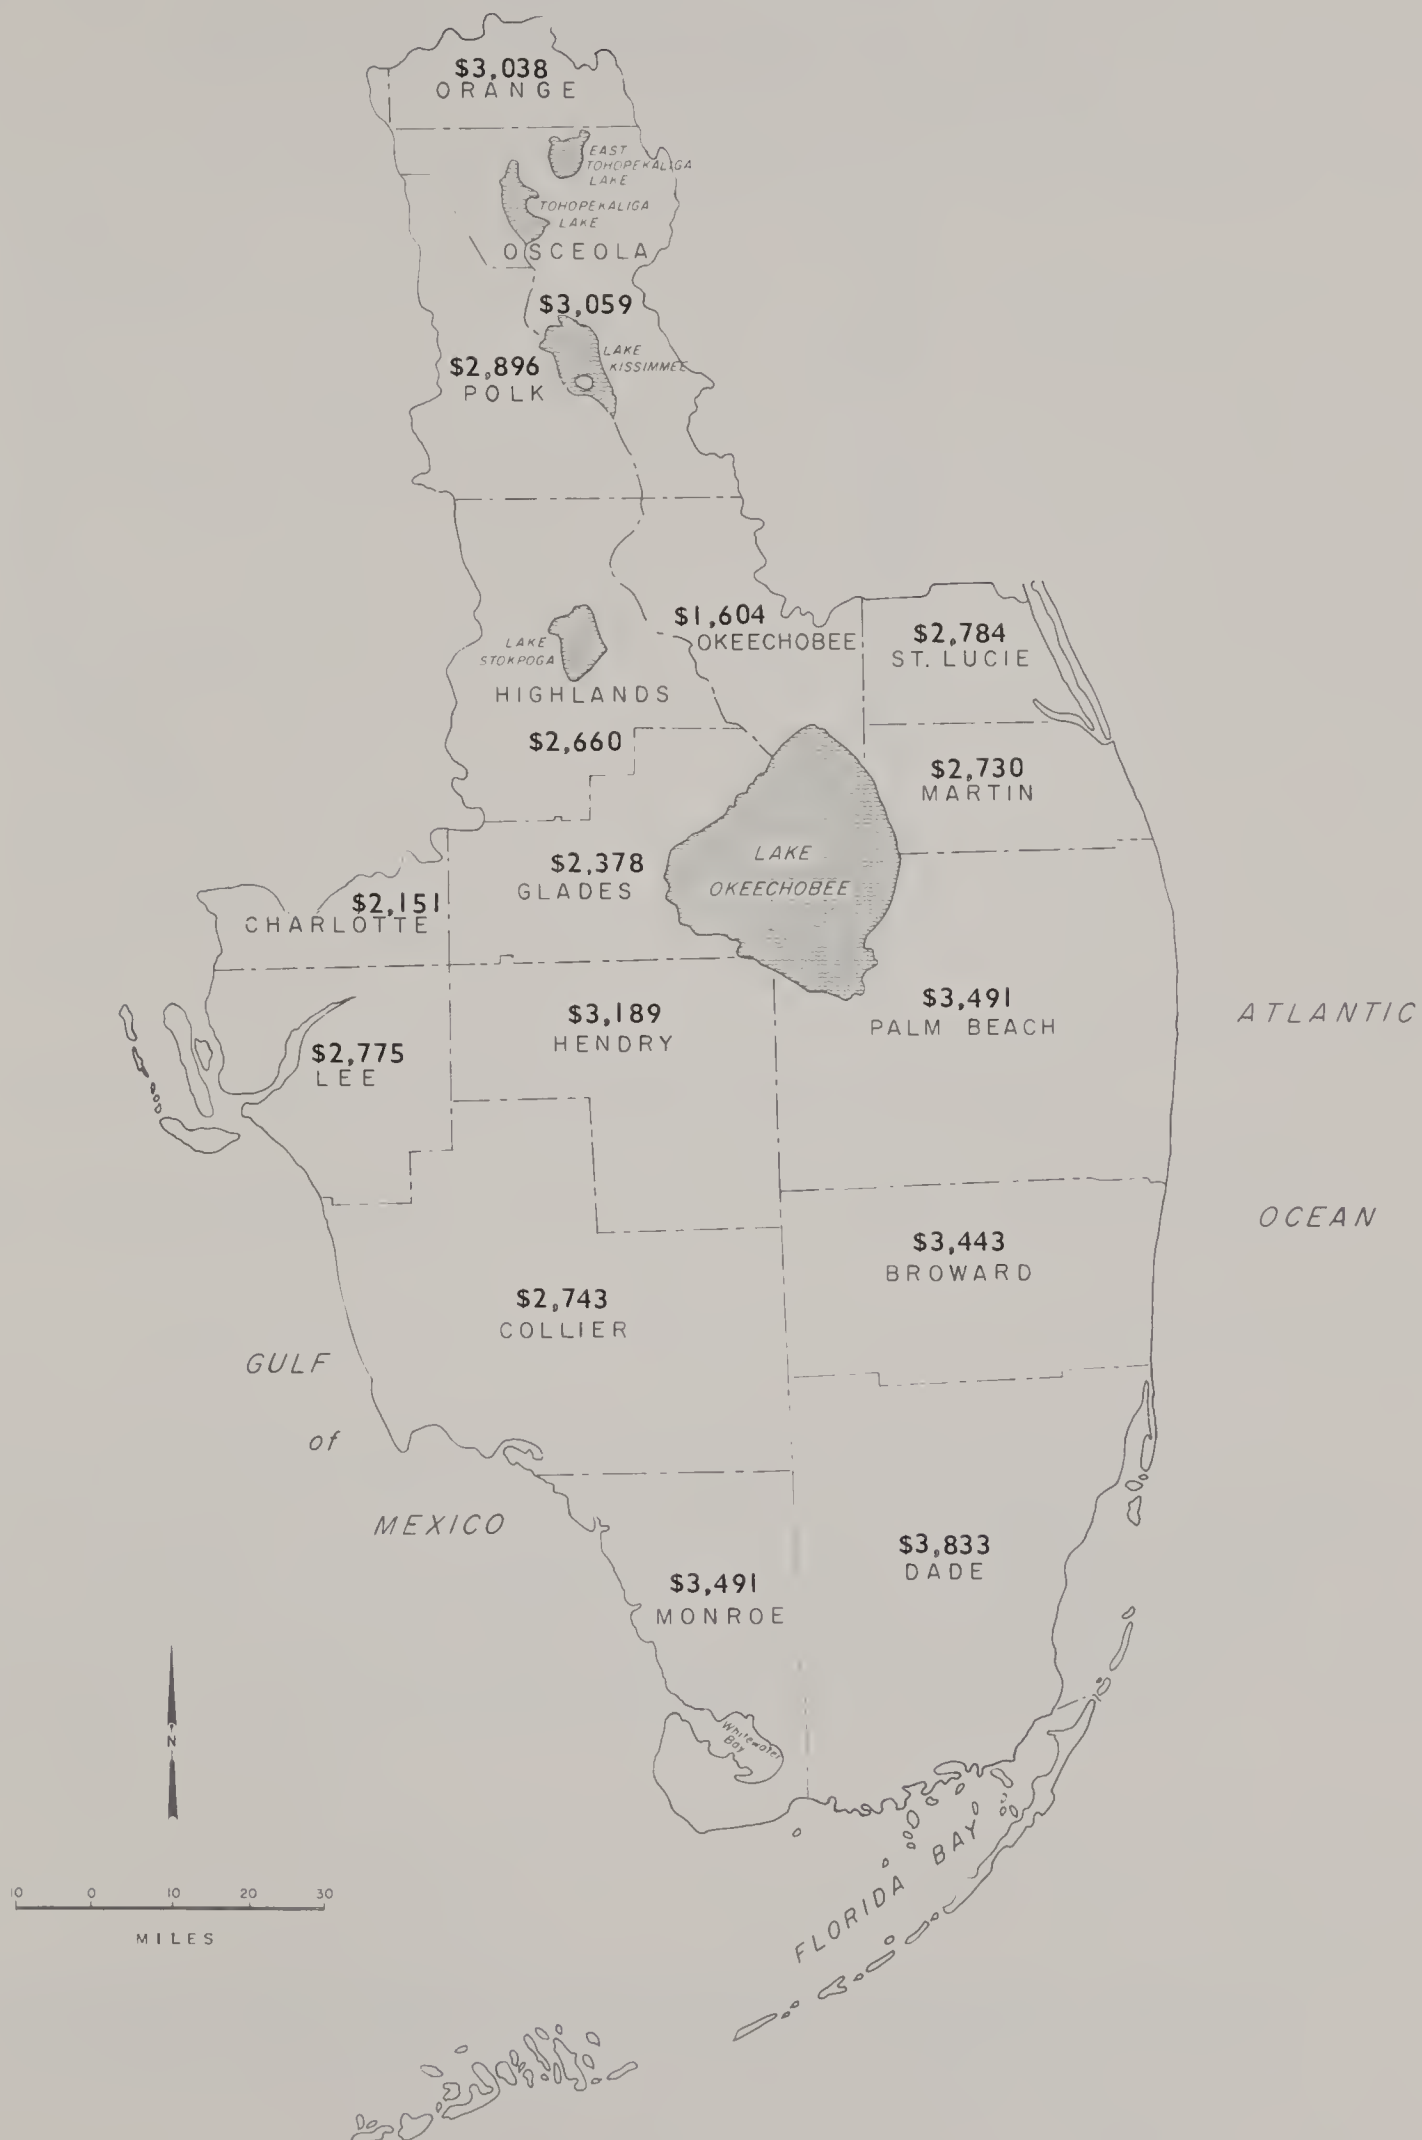 $3,038
ORANGE
EAST
TOHOPEKALIGA
LAKE
TOHOPEKALIGA
LAKE
OSCEOLA
$3,059
LAKE
KISSIMMEE
$2,896
POLK
$1,604
OKEECHOBEE
$2,784
ST. LUCIE
LAKE
STOKPOGA
HIGHLANDS
$2,660
$2,730
MARTIN
LAKE
OKEECHOBEE
$2,378
GLADES
$2,151
CHARLOTTE
$3,491
PALM BEACH
ATLANTIC
$3,189
HENDRY
$2,775
LEE
OCEAN
$3,443
BROWARD
$2,743
COLLIER
GULF
of
MEXICO
$3,833
DADE
$3,491
MONROE
Whitewater
Bay
N
FLORIDA BAY
10 0 10 20 30
MILES